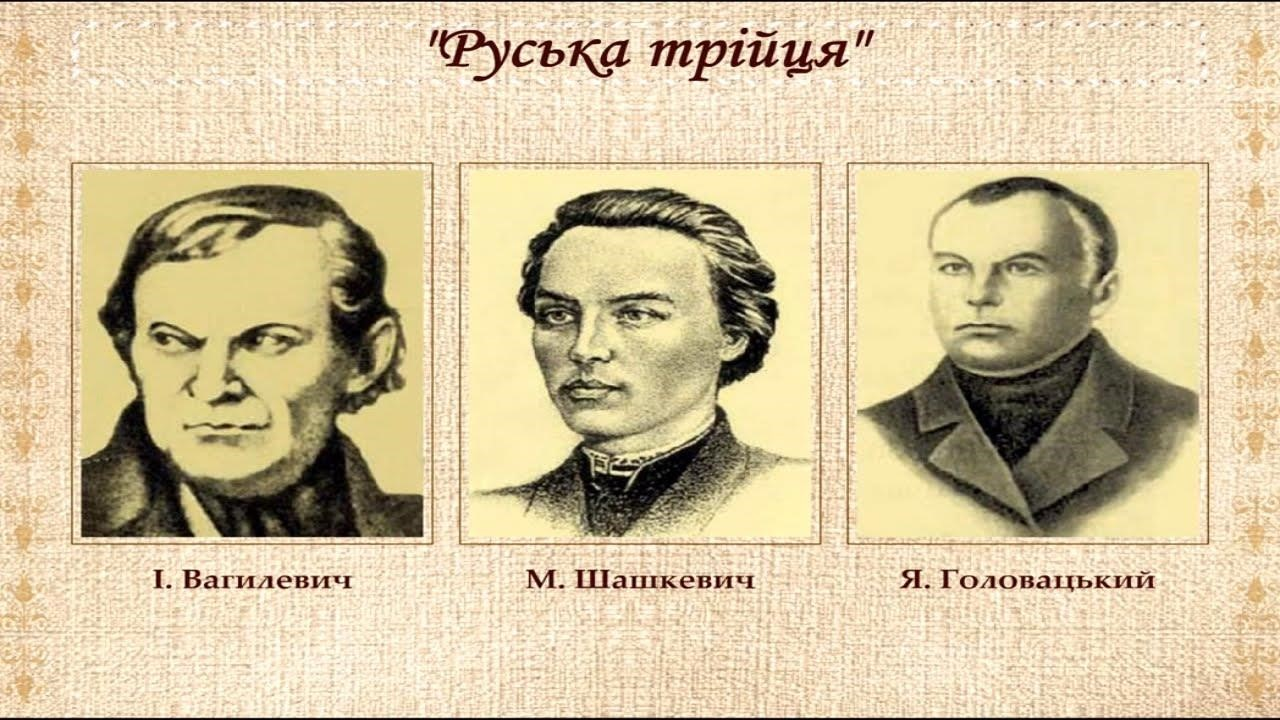 "Руська трійця"
І. Вагилевич
М. Шашкевич
Я. Головацький